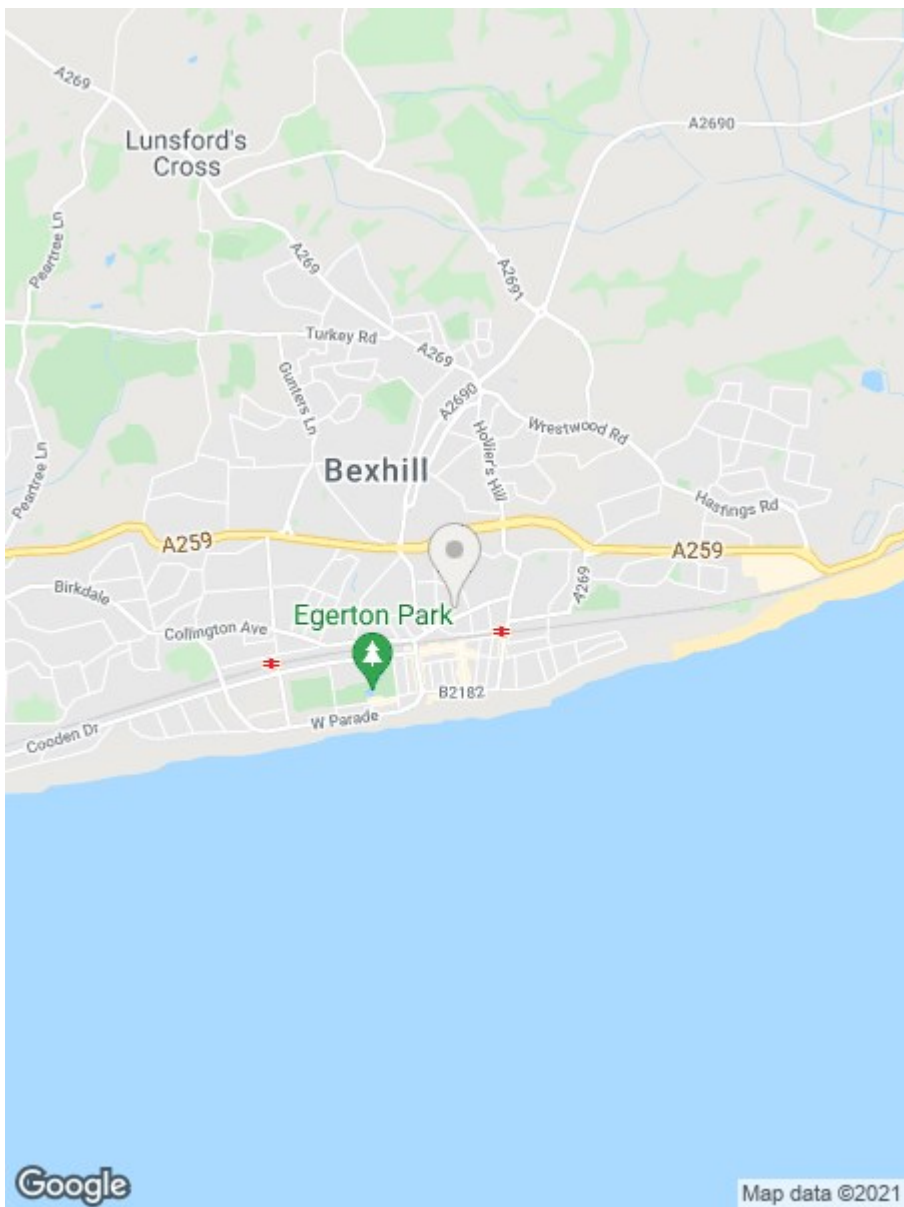 A269
A2690
Lunsford's
Cross
Peartree Ln
A269
A2691
Turkey Rd
A269
Gunters Ln
A2690
Hollier's Hill
Wrestwood Rd
Bexhill
Peartree Ln
Hastings Rd
A259
A259
Birkdale
A269
Egerton Park
Collington Ave
B2182
W Parade
Cooden Dr
Google
Map data ©2021